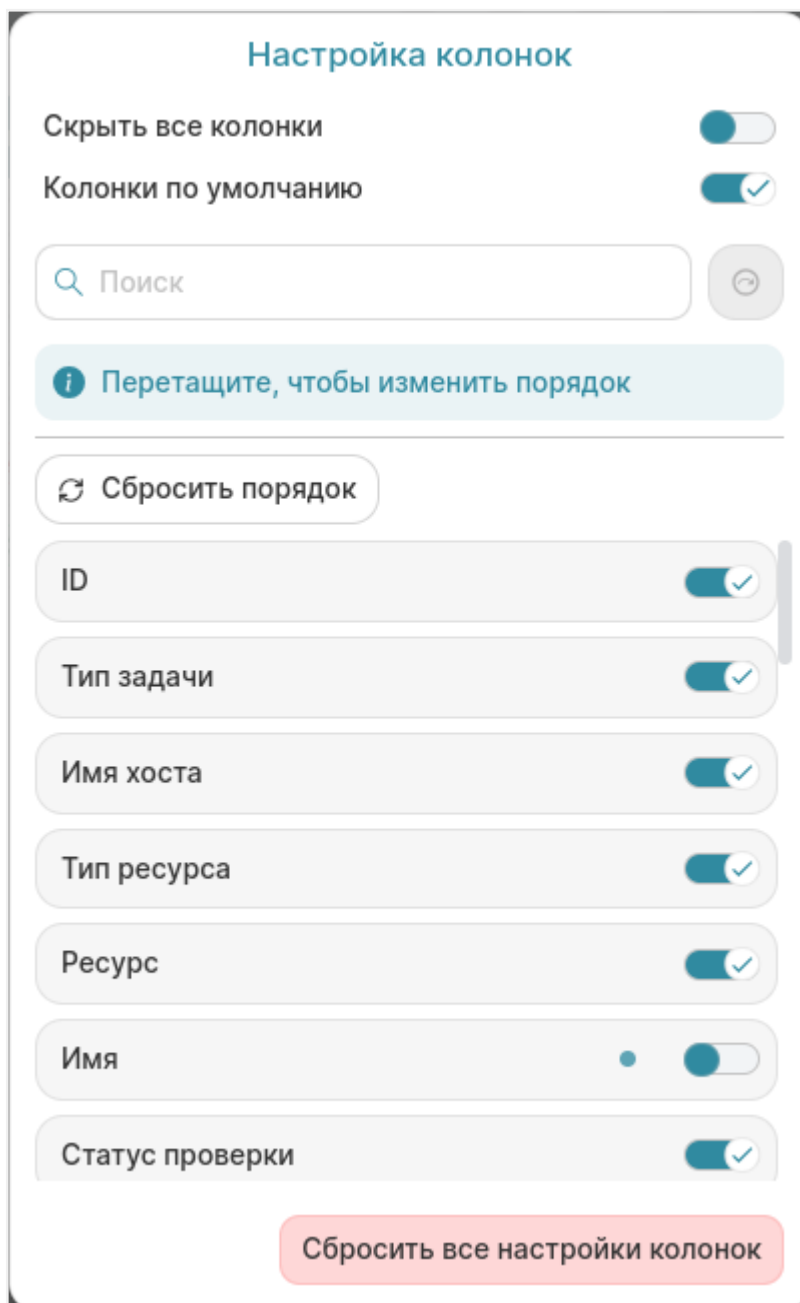 Настройка колонок
Скрыть все колонки
Колонки по умолчанию
Поиск
Перетащите, чтобы изменить порядок
Сбросить порядок
ID
Тип задачи
Имя хоста
Тип ресурса
Ресурс
Имя
Статус проверки
Сбросить все настройки колонок